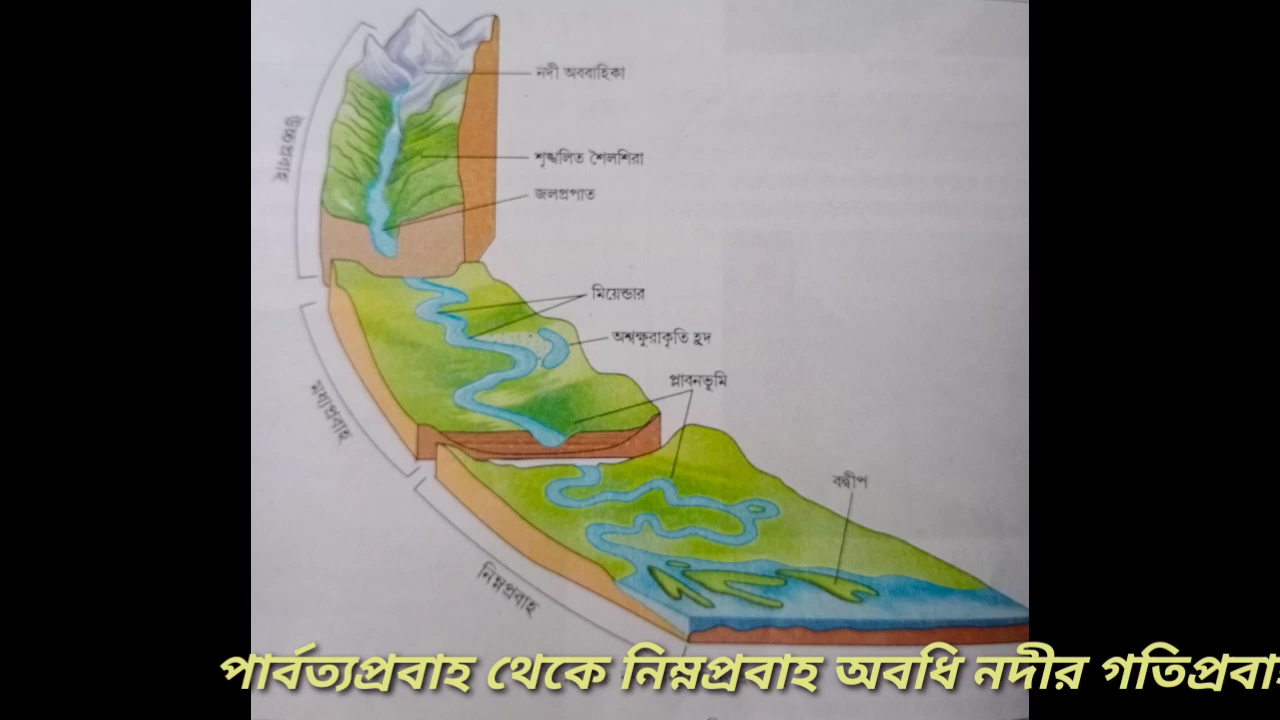 নদী অববাহিকা
শৃঙ্খলিত শৈলশিরা
জলপ্রপাত
উচ্চপ্রবাহ
মিয়েন্ডার
অশ্বক্ষুরাকৃতি হ্রদ
প্লাবনভূমি
মধ্যপ্রবাহ
বদ্বীপ
নিম্নপ্রবাহ
পার্বত্যপ্রবাহ থেকে নিম্নপ্রবাহ অবধি নদীর গতিপ্রবাহ